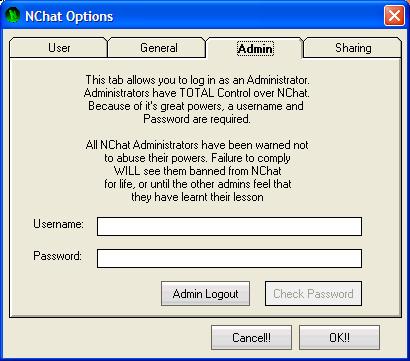 NChat Options
User
General
Admin
Sharing
This tab allows you to log in as an Administrator.
Administrators have TOTAL Control over NChat.
Because of it's great powers, a username and
Password are required.
All NChat Administrators have been warned not
to abuse their powers. Failure to comply
WILL see them banned from NChat
for life, or until the other admins feel that
they have learnt their lesson
Username:
Password:
Admin Logout
Check Password
Cancel!!
OK!!